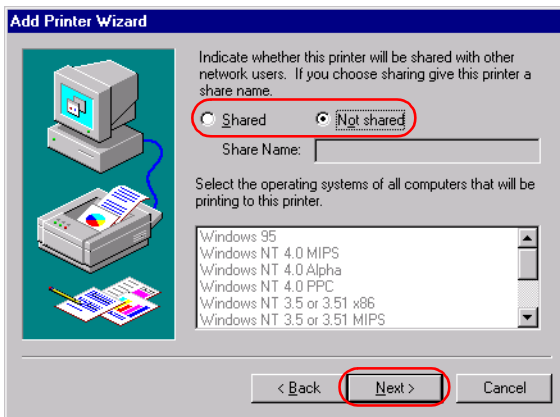 Add Printer Wizard
Indicate whether this printer will be shared with other
network users. If you choose sharing give this printer a
share name.
Shared Not shared
Share Name:
Select the operating systems of all computers that will be
printing to this printer.
Windows 95
Windows NT 4.0 MIPS
Windows NT 4.0 Alpha
Windows NT 4.0 PPC
Windows NT 3.5 or 3.51 x86
Windows NT 3.5 or 3.51 MIPS
< Back Next > Cancel